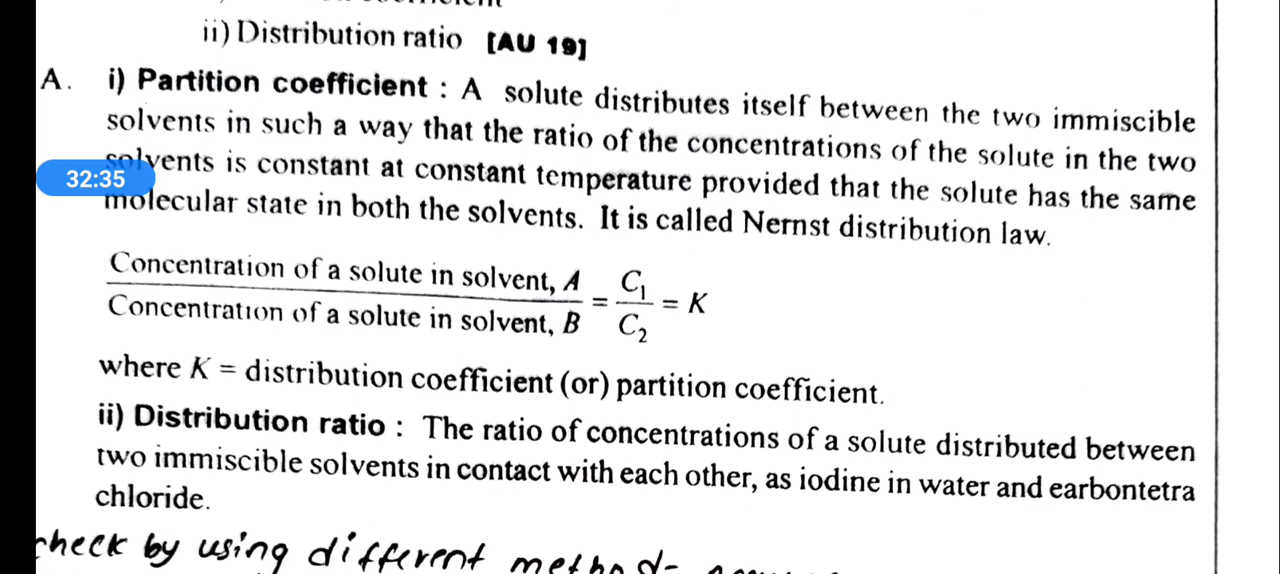 ii) Distribution ratio [AU 19]
A. i) Partition coefficient : A solute distributes itself between the two immiscible
solvents in such a way that the ratio of the concentrations of the solute in the two
solvents is constant at constant temperature provided that the solute has the same
32:35
molecular state in both the solvents. It is called Nernst distribution law.
Concentration of a solute in solvent, A / Concentration of a solute in solvent, B = C₁ / C₂ = K
where K = distribution coefficient (or) partition coefficient.
ii) Distribution ratio : The ratio of concentrations of a solute distributed between
two immiscible solvents in contact with each other, as iodine in water and earbontetra
chloride.
check by using different method-